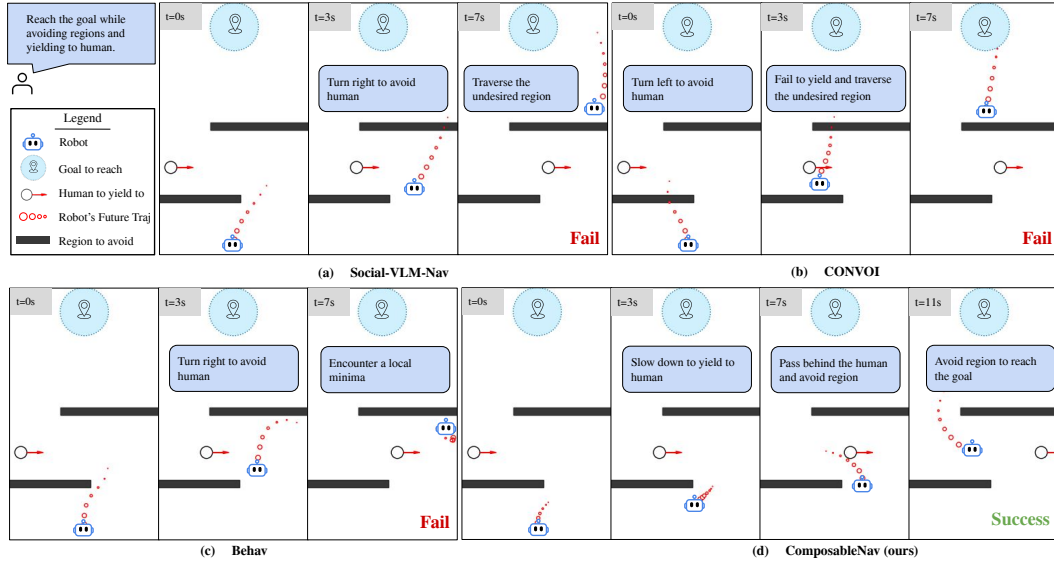 Reach the goal while
avoiding regions and
yielding to human.
Legend
Robot
Goal to reach
Human to yield to
Robot's Future Traj
Region to avoid
t=0s
t=3s
t=7s
Turn right to avoid
human
Traverse the
undesired region
Fail
(a) Social-VLM-Nav
t=0s
t=3s
t=7s
Turn left to avoid
human
Fail to yield and traverse
the undesired region
Fail
(b) CONVOI
t=0s
t=3s
t=7s
Turn right to avoid
human
Encounter a local
minima
Fail
(c) Behav
t=0s
t=3s
t=7s
t=11s
Slow down to yield to
human
Pass behind the human
and avoid region
Avoid region to reach
the goal
Success
(d) ComposableNav (ours)